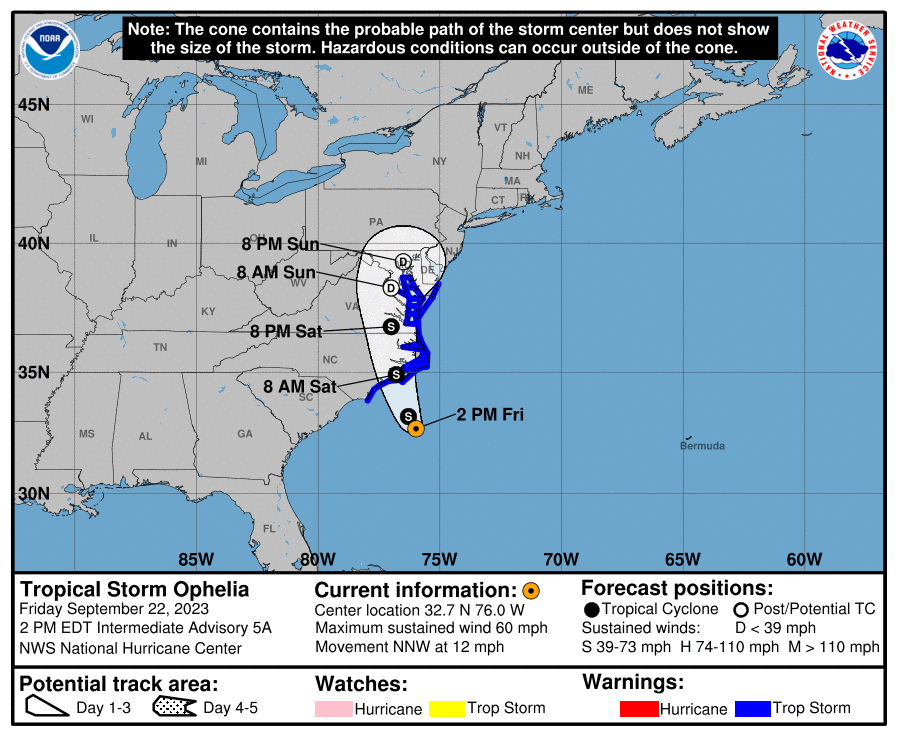 Note: The cone contains the probable path of the storm center but does not show
the size of the storm. Hazardous conditions can occur outside of the cone.
NOAA
NATIONAL WEATHER SERVICE
ME
45N
WI
VT
MI
NY
NH
MA
CT
RI
PA
40N
8 PM Sun
OH
NJ
IL
IN
D
8 AM Sun
DE
WV
D
VA
KY
8 PM Sat
S
TN
NC
35N
S
8 AM Sat
SC
S
2 PM Fri
MS
AL
GA
Bermuda
30N
FL
85W
80W
75W
70W
65W
60W
Tropical Storm Ophelia
Friday September 22, 2023
2 PM EDT Intermediate Advisory 5A
NWS National Hurricane Center
Current information:
Center location 32.7 N 76.0 W
Maximum sustained wind 60 mph
Movement NNW at 12 mph
Forecast positions:
Tropical Cyclone Post/Potential TC
Sustained winds: D < 39 mph
S 39-73 mph H 74-110 mph M > 110 mph
Potential track area:
Day 1-3 Day 4-5
Watches:
Hurricane Trop Storm
Warnings:
Hurricane Trop Storm